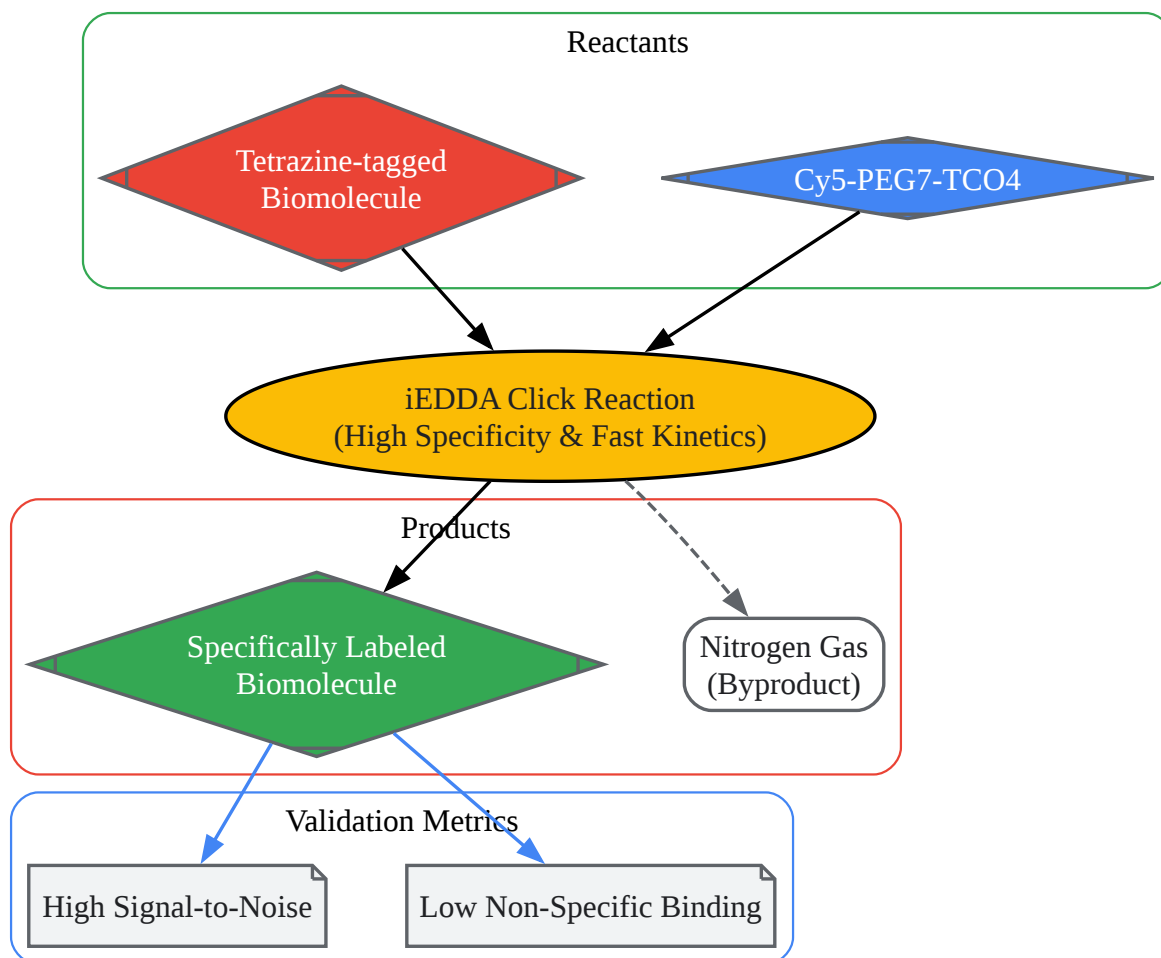 Reactants
Tetrazine-tagged
Biomolecule
Cy5-PEG7-TCO4
iEDDA Click Reaction
(High Specificity & Fast Kinetics)
Products
Specifically Labeled
Biomolecule
Nitrogen Gas
(Byproduct)
Validation Metrics
High Signal-to-Noise
Low Non-Specific Binding